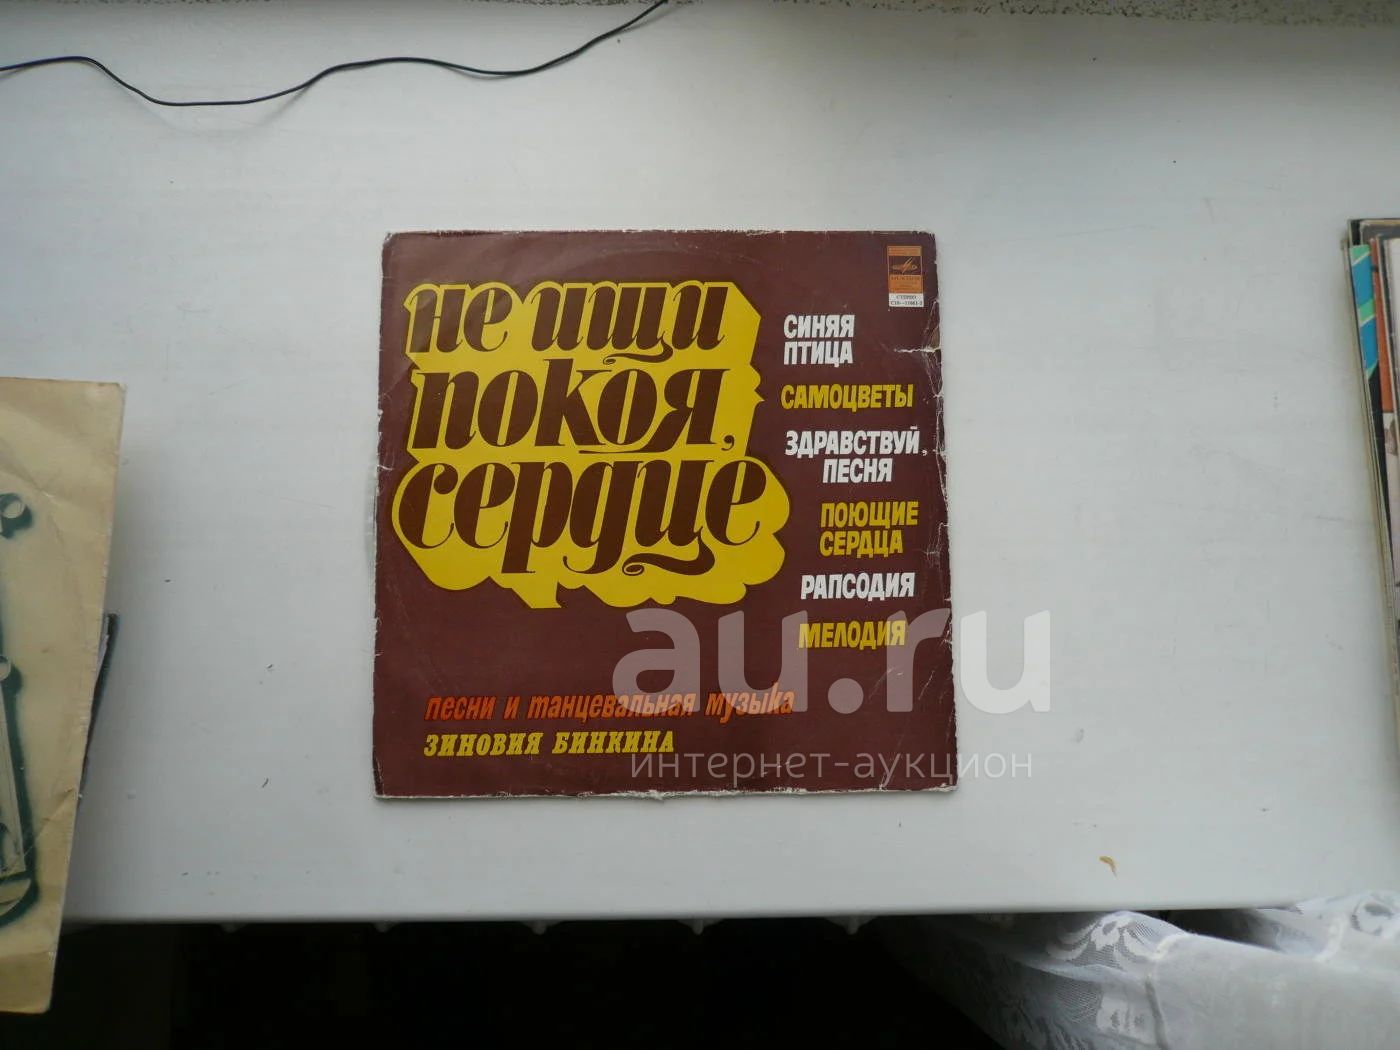 не ищи
покоя,
сердце
СИНЯЯ
ПТИЦА
САМОЦВЕТЫ
ЗДРАВСТВУЙ,
ПЕСНЯ
ПОЮЩИЕ
СЕРДЦА
РАПСОДИЯ
МЕЛОДИЯ
песни и танцевальная музыка
ЗИНОВИЯ БИНКИНА
СТЕРЕО
au.ru
интернет-аукцион